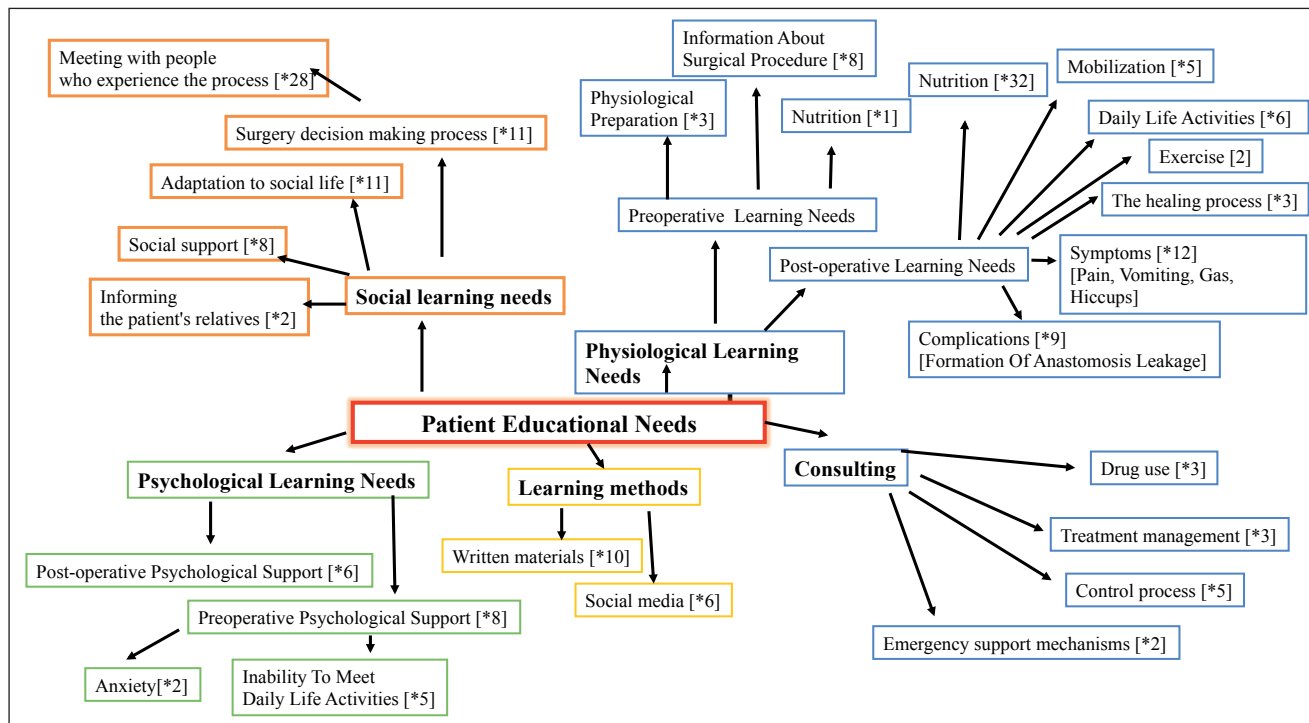 Meeting with people
who experience the process [*28]
Surgery decision making process [*11]
Adaptation to social life [*11]
Social support [*8]
Informing
the patient's relatives [*2]
Social learning needs
Information About
Surgical Procedure [*8]
Physiological
Preparation [*3]
Nutrition [*1]
Preoperative Learning Needs
Nutrition [*32]
Mobilization [*5]
Daily Life Activities [*6]
Exercise [2]
The healing process [*3]
Post-operative Learning Needs
Symptoms [*12]
[Pain, Vomiting, Gas,
Hiccups]
Complications [*9]
[Formation Of Anastomosis Leakage]
Physiological Learning
Needs
Patient Educational Needs
Psychological Learning Needs
Post-operative Psychological Support [*6]
Preoperative Psychological Support [*8]
Anxiety[*2]
Inability To Meet
Daily Life Activities [*5]
Learning methods
Written materials [*10]
Social media [*6]
Consulting
Drug use [*3]
Treatment management [*3]
Control process [*5]
Emergency support mechanisms [*2]